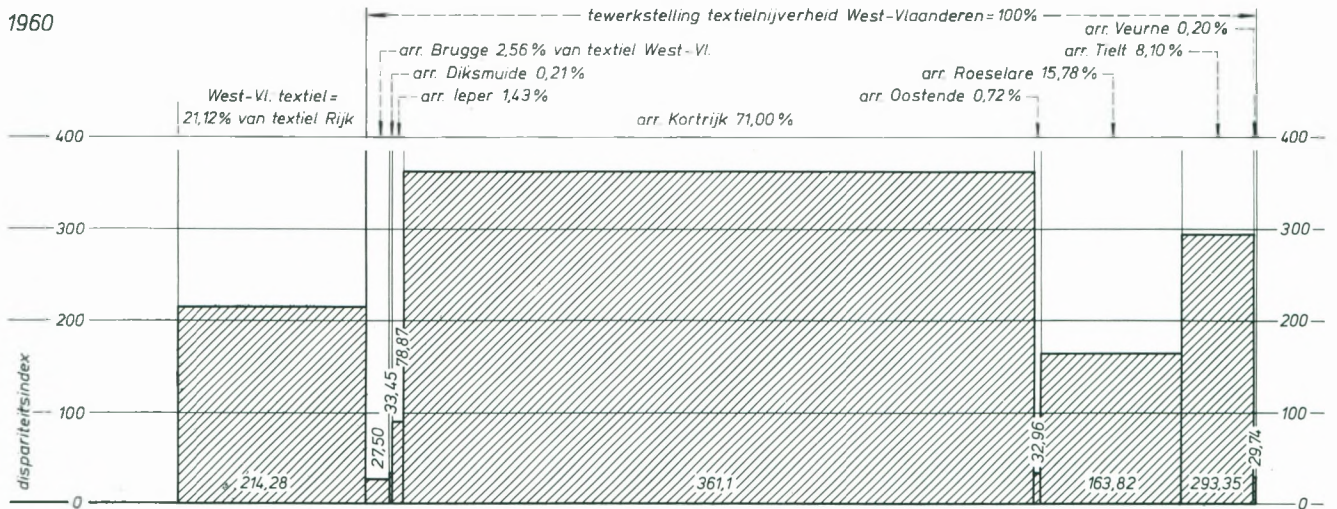 1960
tewerkstelling textielnijverheid West-Vlaanderen = 100%
arr. Veurne 0,20%
arr. Brugge 2,56% van textiel West-Vl.
arr. Tielt 8,10%
arr. Diksmuide 0,21%
arr. Roeselare 15,78%
West-Vl. textiel =
arr. Ieper 1,43%
arr. Oostende 0,72%
21,12% van textiel Rijk
arr. Kortrijk 71,00%
400
400
300
300
200
200
100
100
0
0
dispariteitsindex
214,28
27,50
33,45
78,87
361,1
32,96
163,82
293,35
29,74